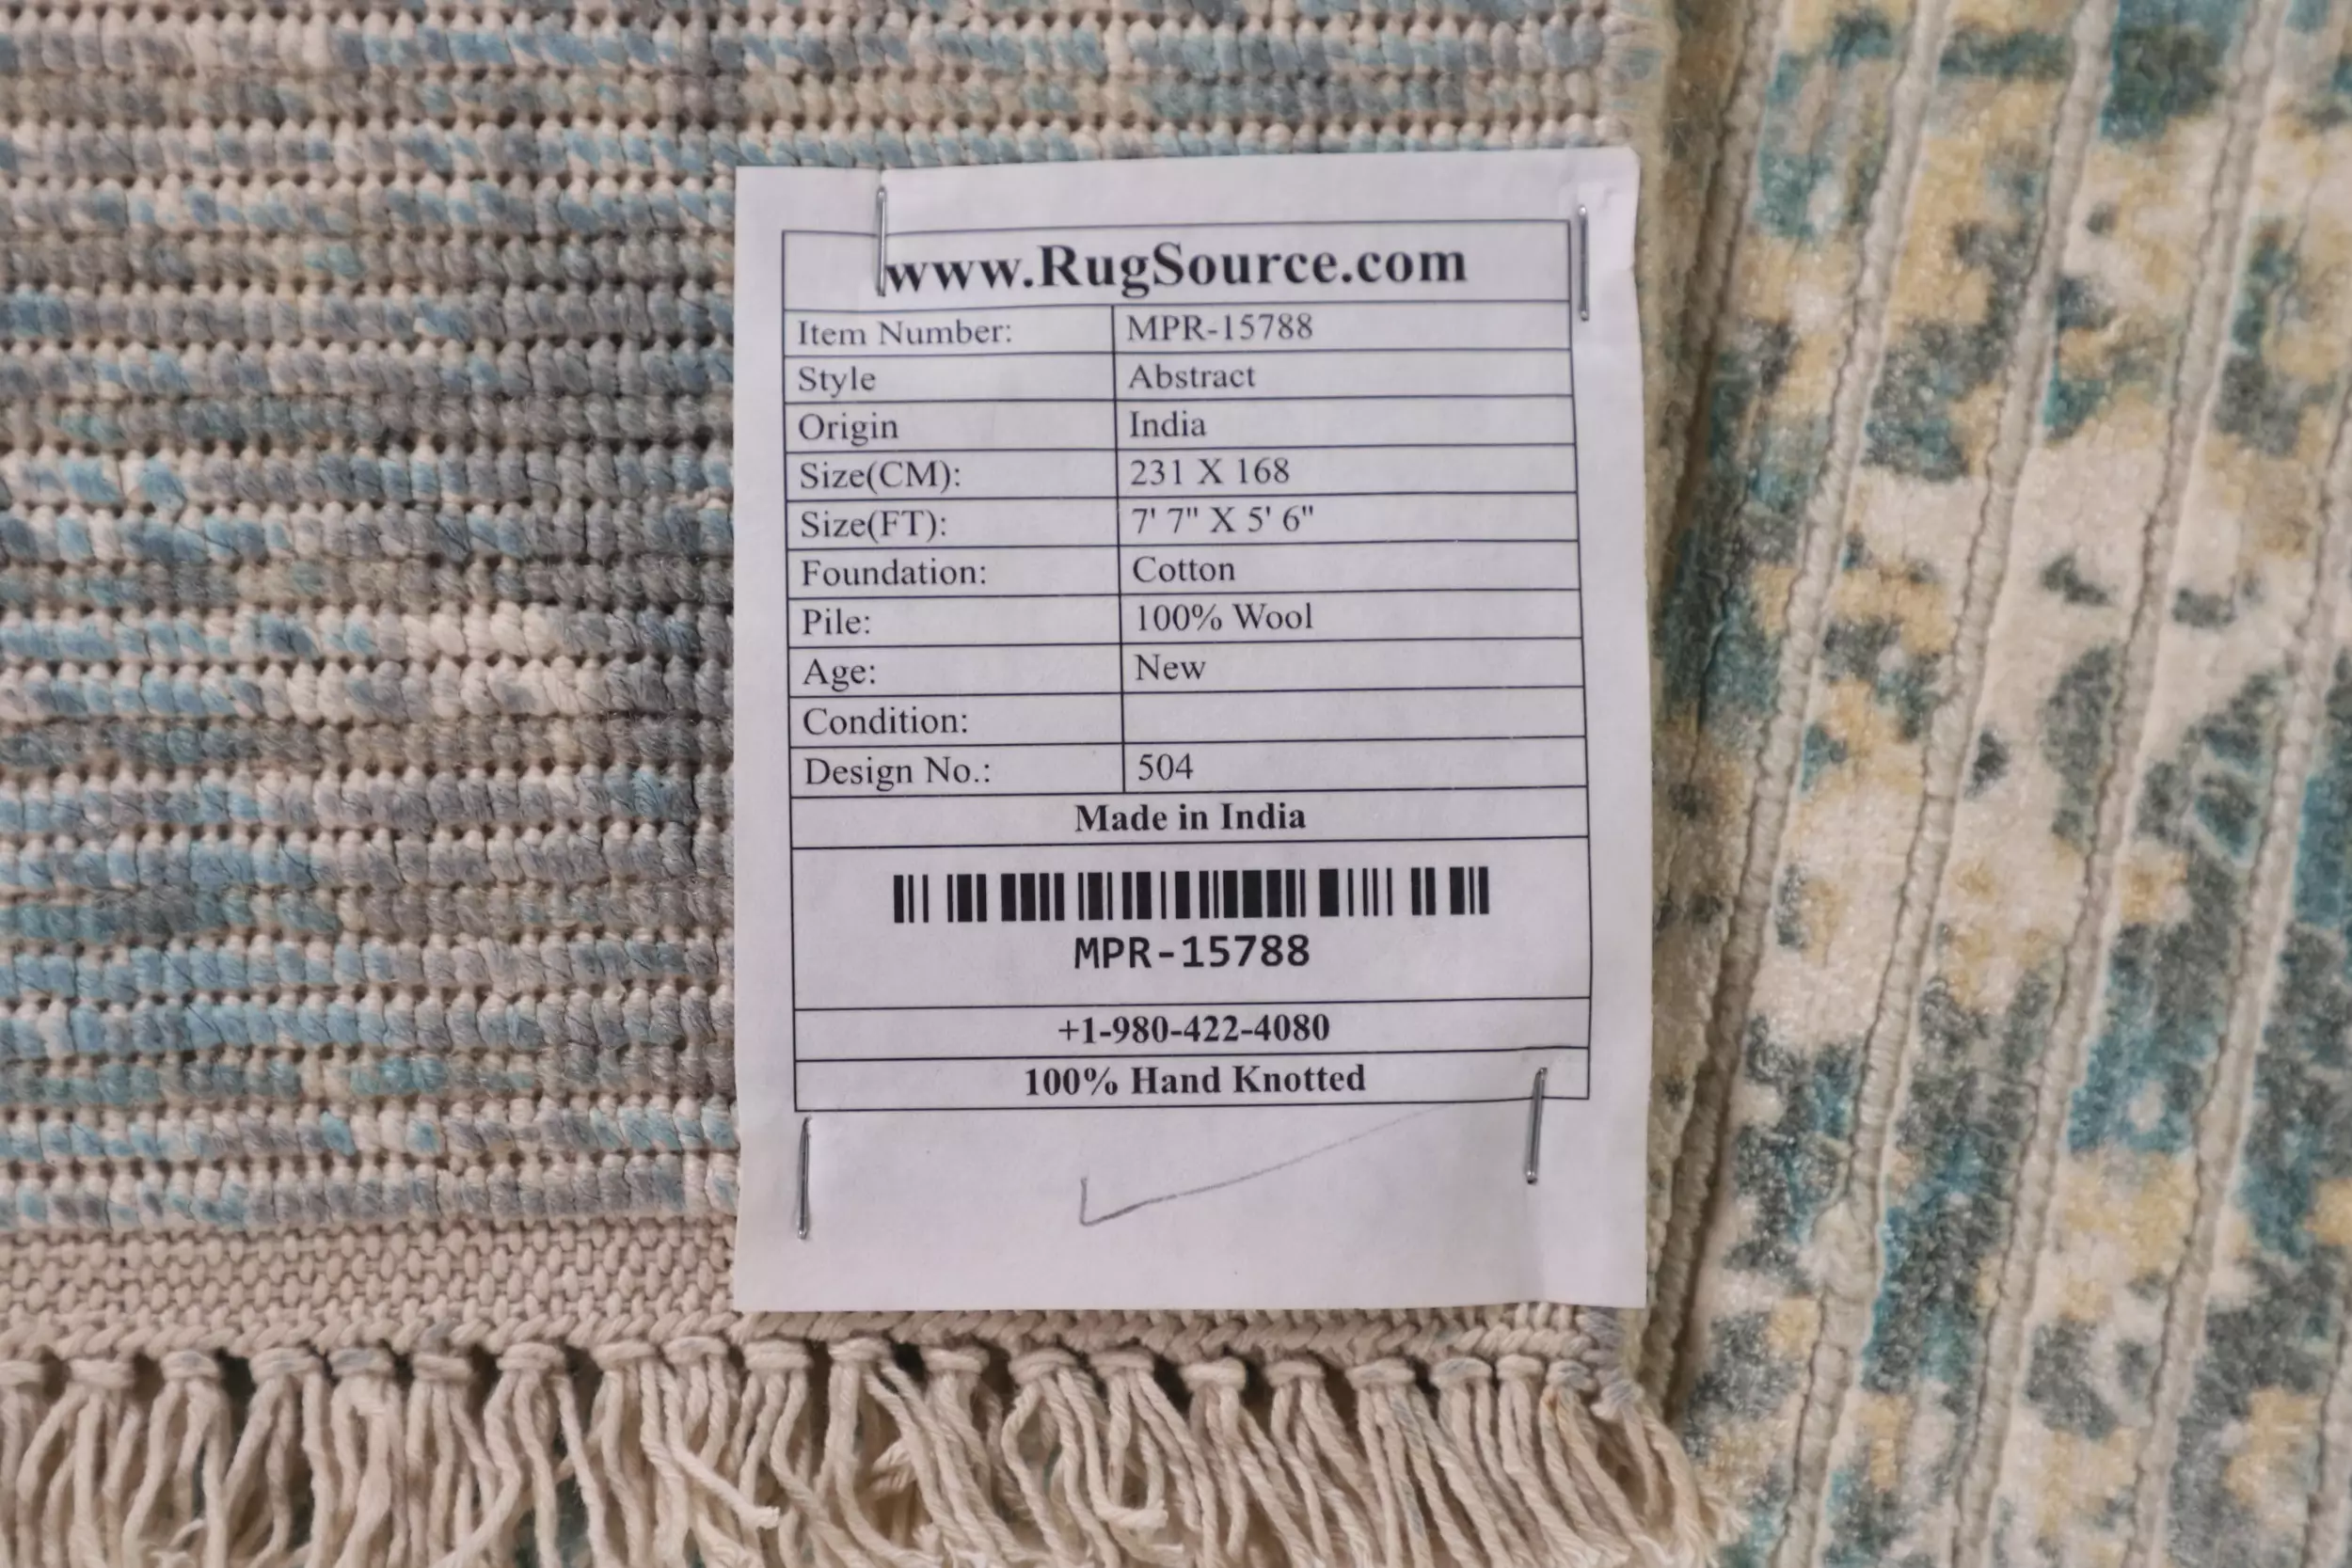 www.RugSource.com
Item Number: MPR-15788
Style Abstract
Origin India
Size(CM): 231 X 168
Size(FT): 7' 7" X 5' 6"
Foundation: Cotton
Pile: 100% Wool
Age: New
Condition:
Design No.: 504
Made in India
MPR-15788
+1-980-422-4080
100% Hand Knotted